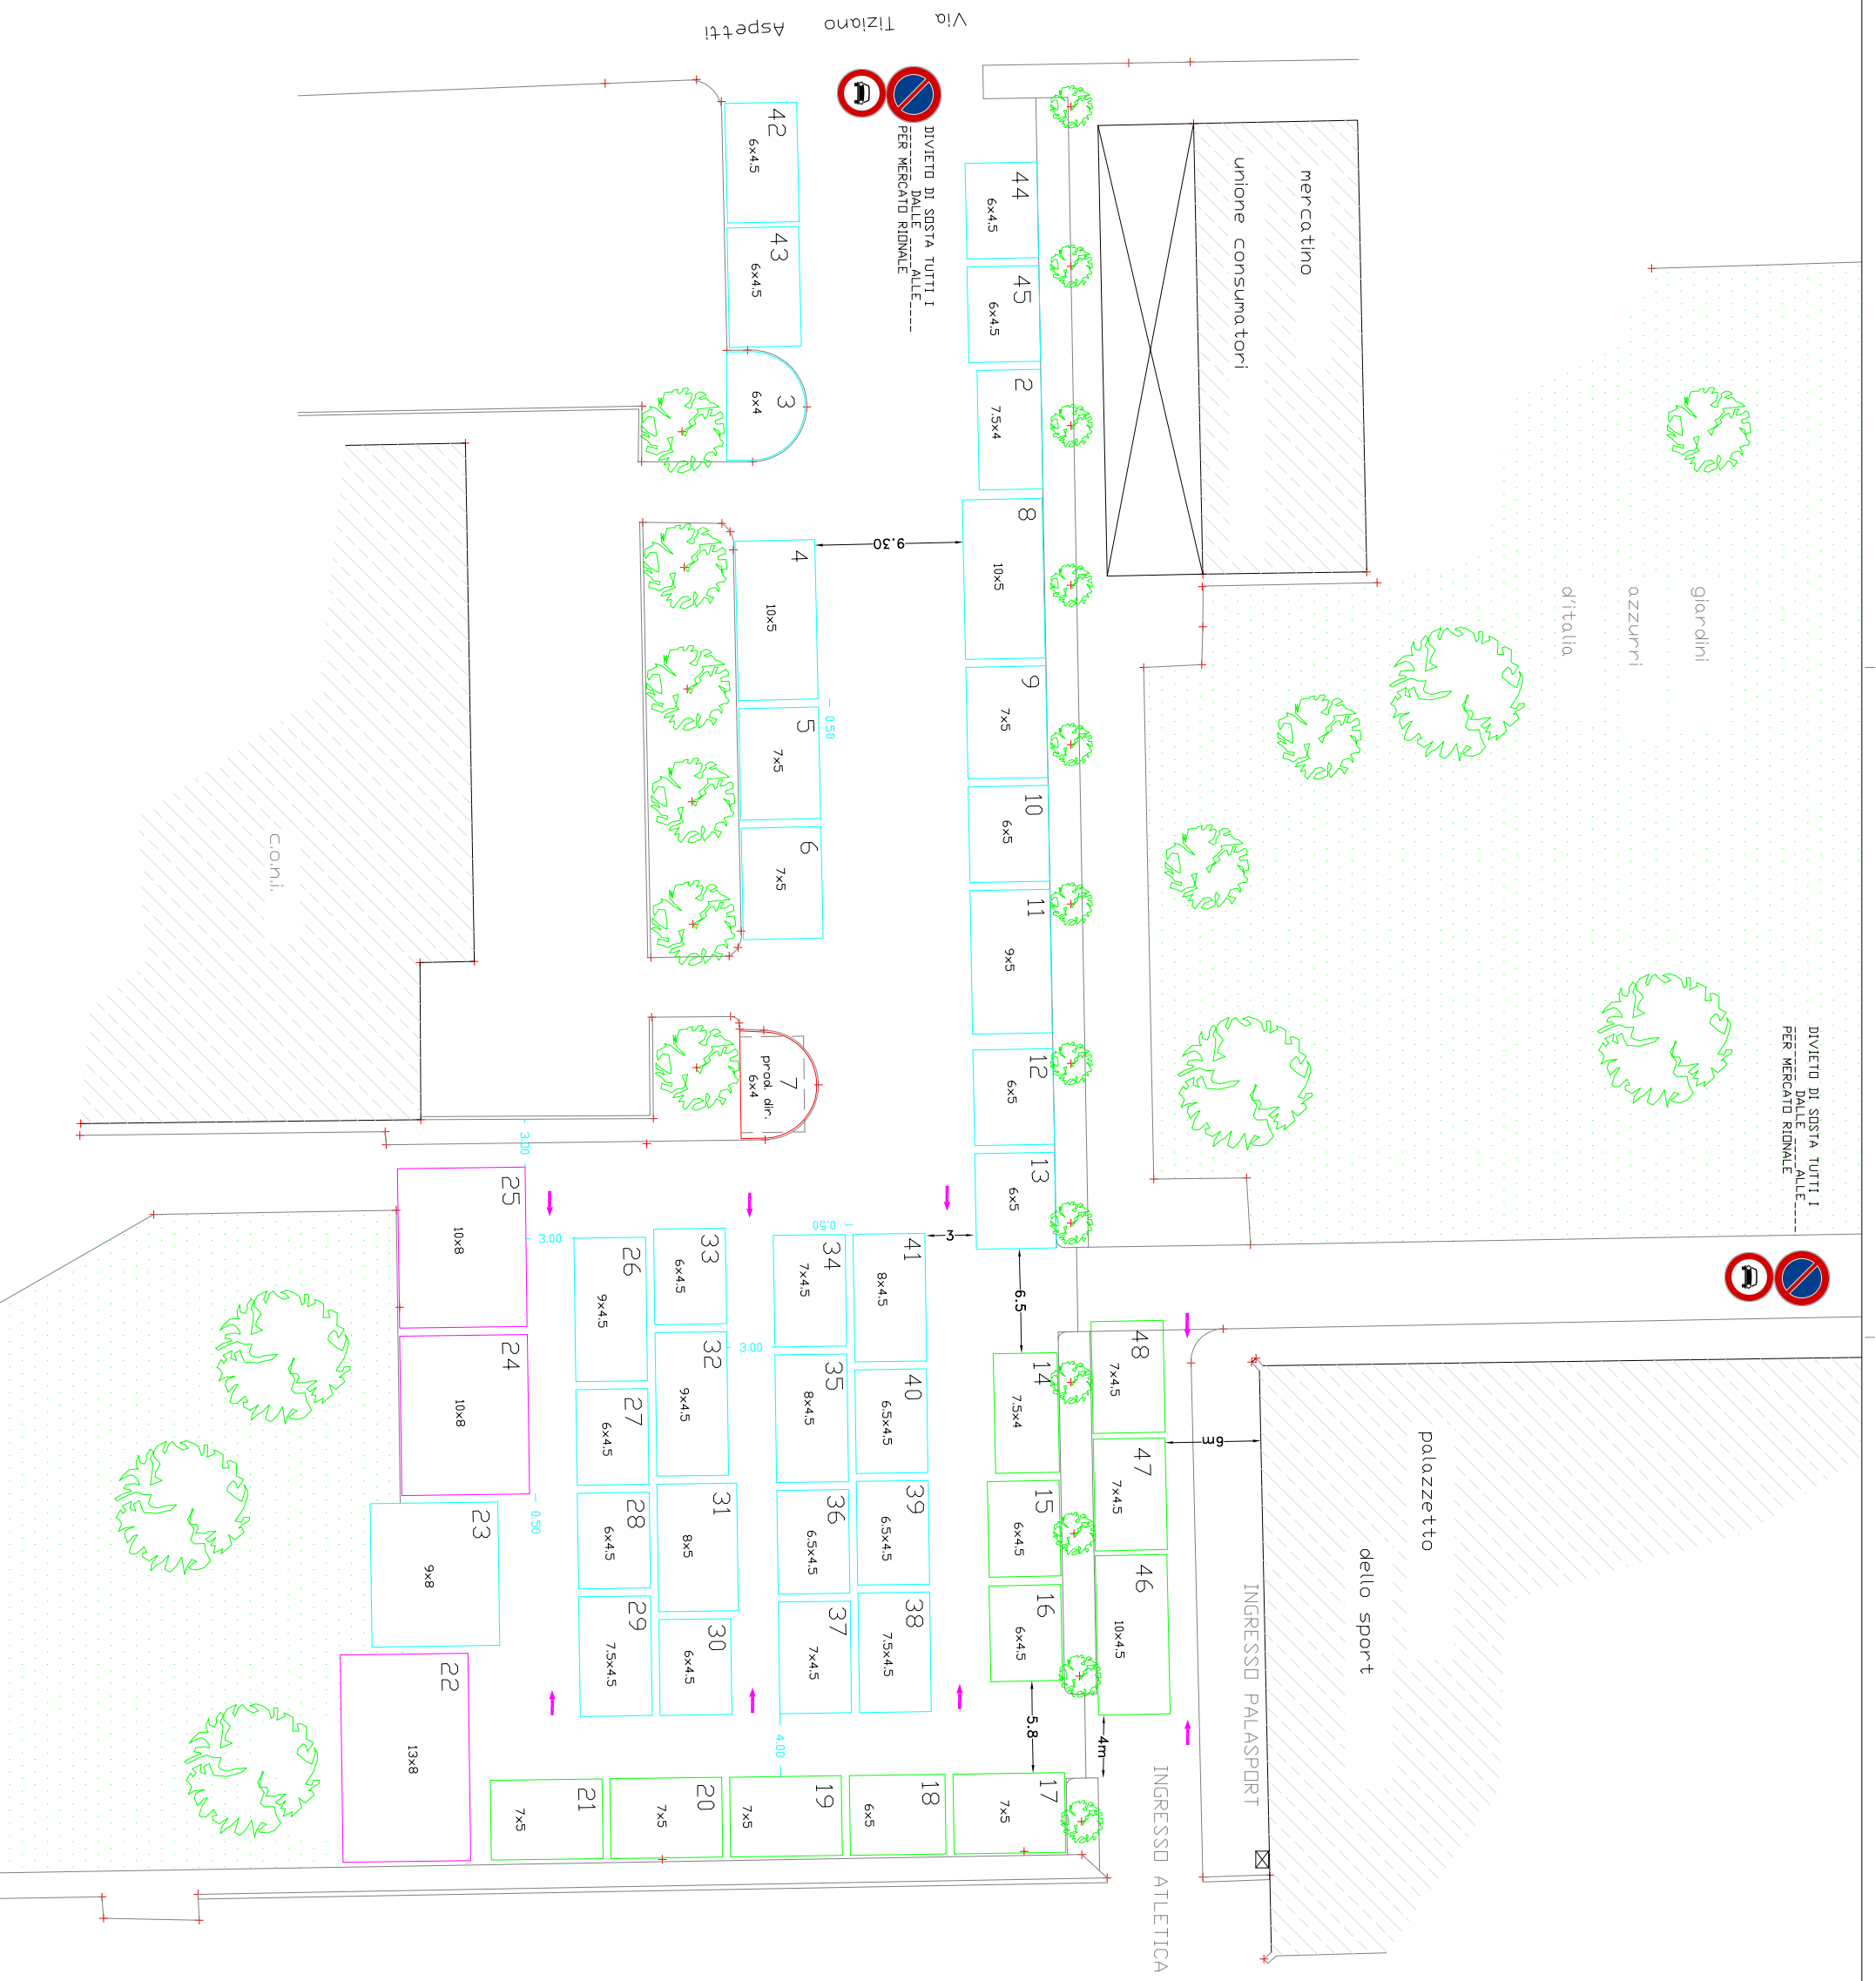 Via Tiziano Aspetti
DIVIETO DI SOSTA TUTTI I
______ DALLE _____ALLE____
PER MERCATO RIONALE
mercatino
unione consumatori
giardini
azzurri
d'italia
c.o.n.i.
DIVIETO DI SOSTA TUTTI I
______ DALLE _____ALLE____
PER MERCATO RIONALE
palazzetto
dello sport
INGRESSO PALASPORT
INGRESSO ATLETICA
42
6x4.5
43
6x4.5
3
6x4
44
6x4.5
45
6x4.5
2
7.5x4
8
10x5
9.30
4
10x5
0.50
5
7x5
6
7x5
9
7x5
10
6x5
11
9x5
12
6x5
13
6x5
7
prod. dir.
6x4
3.00
25
10x8
3.00
24
10x8
0.50
23
9x8
22
13x8
26
9x4.5
27
6x4.5
28
6x4.5
29
7.5x4.5
33
6x4.5
32
9x4.5
3.00
31
8x5
30
6x4.5
0.50
34
7x4.5
35
8x4.5
36
6.5x4.5
37
7x4.5
41
8x4.5
40
6.5x4.5
39
6.5x4.5
38
7.5x4.5
3
6.5
14
7.5x4
15
6x4.5
16
6x4.5
5.8
48
7x4.5
47
7x4.5
46
10x4.5
6m
4m
4.00
17
7x5
18
6x5
19
7x5
20
7x5
21
7x5